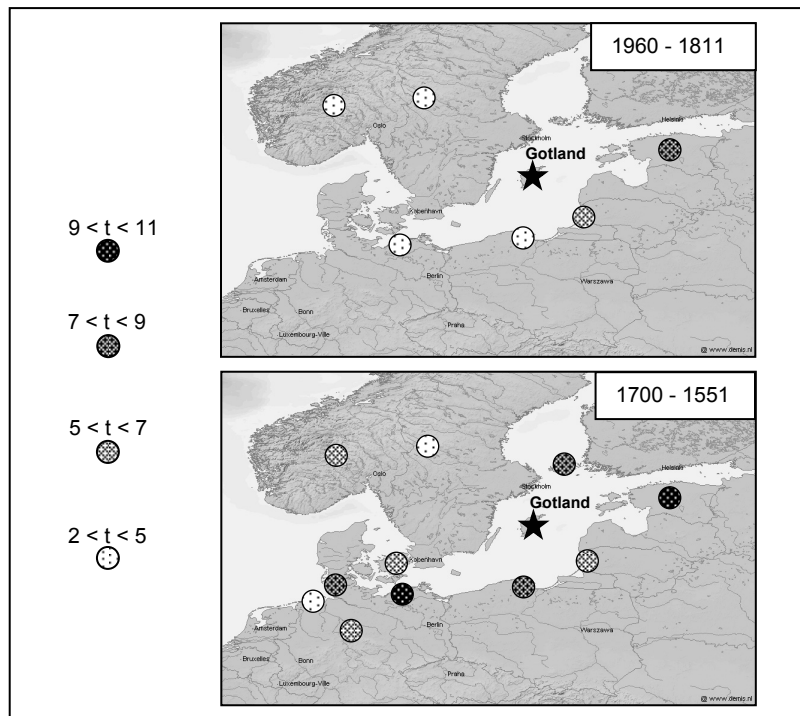 9 < t < 11
7 < t < 9
5 < t < 7
2 < t < 5
1960 - 1811
Oslo
Stockholm
Helsinki
Gotland
København
Amsterdam
Berlin
Warszawa
Bruxelles
Bonn
Praha
Luxembourg-Ville
@ www.demis.nl
1700 - 1551
Oslo
Stockholm
Helsinki
Gotland
København
Amsterdam
Berlin
Warszawa
Bruxelles
Bonn
Praha
Luxembourg-Ville
@ www.demis.nl